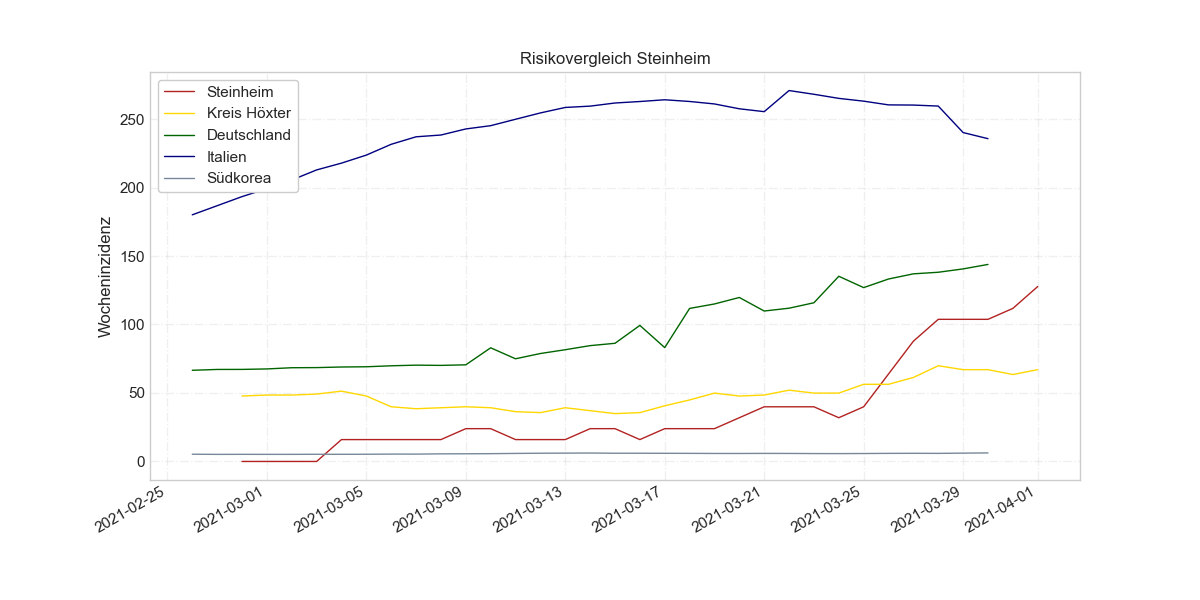 Risikovergleich Steinheim
Steinheim
Kreis Höxter
Deutschland
Italien
Südkorea
Wocheninzidenz
250
200
150
100
50
0
2021-02-25
2021-03-01
2021-03-05
2021-03-09
2021-03-13
2021-03-17
2021-03-21
2021-03-25
2021-03-29
2021-04-01